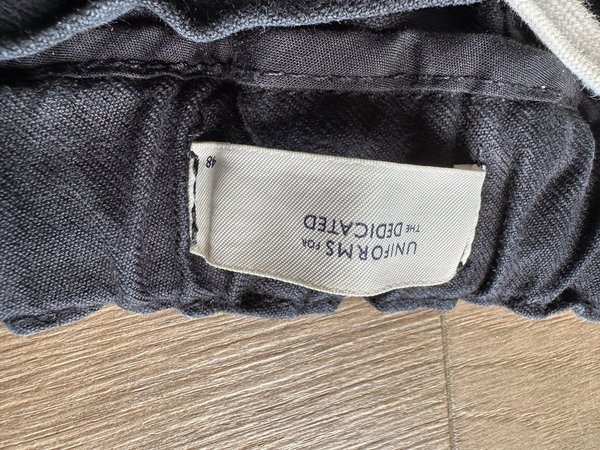 UNIFORMS FOR
THE DEDICATED
48